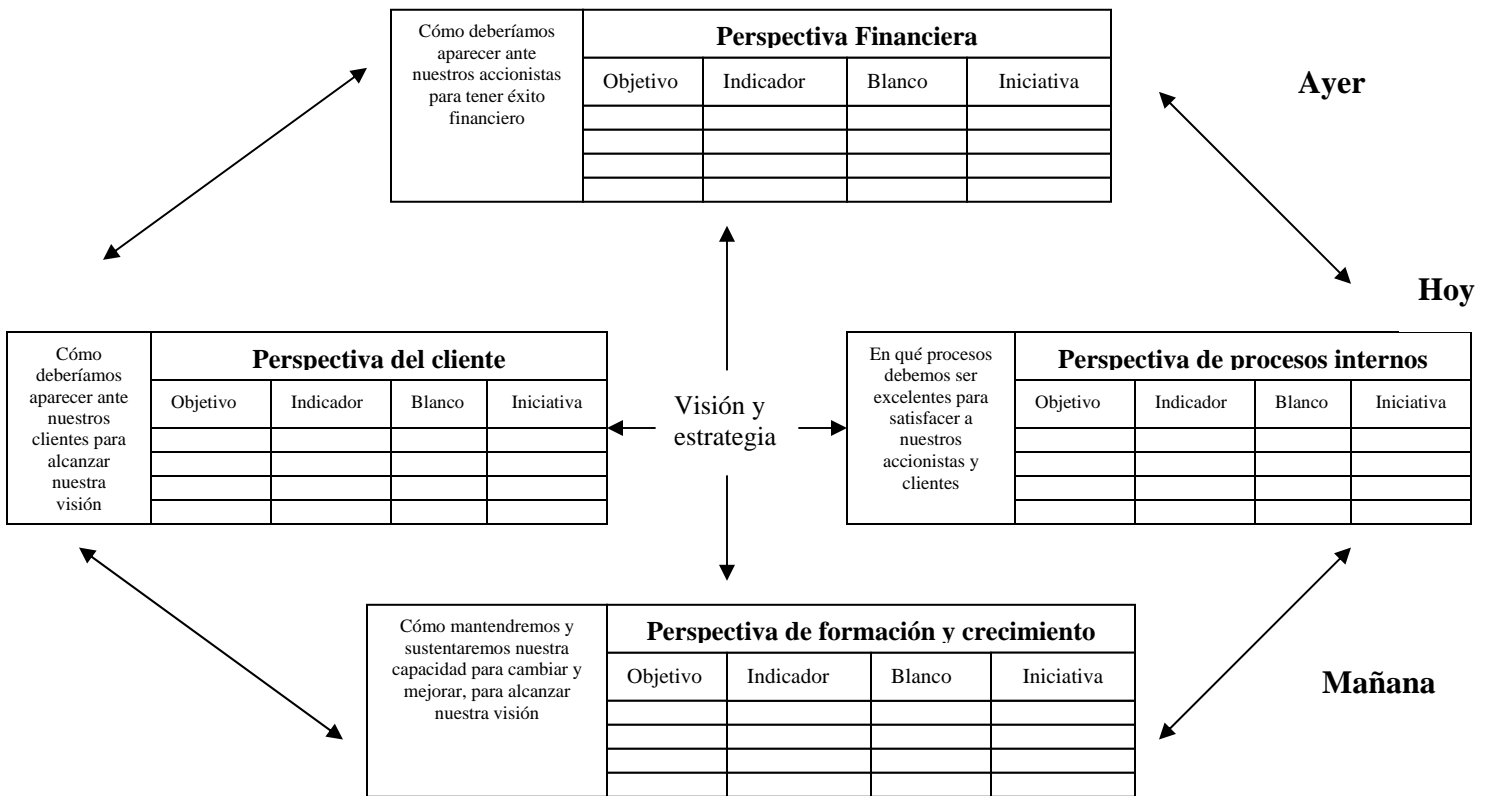 Cómo deberíamos
aparecer ante
nuestros accionistas
para tener éxito
financiero
Perspectiva Financiera
Objetivo Indicador Blanco Iniciativa
Ayer
Hoy
Cómo
deberíamos
aparecer ante
nuestros
clientes para
alcanzar
nuestra
visión
Perspectiva del cliente
Objetivo Indicador Blanco Iniciativa
Visión y
estrategia
En qué procesos
debemos ser
excelentes para
satisfacer a
nuestros
accionistas y
clientes
Perspectiva de procesos internos
Objetivo Indicador Blanco Iniciativa
Cómo mantendremos y
sustentaremos nuestra
capacidad para cambiar y
mejorar, para alcanzar
nuestra visión
Perspectiva de formación y crecimiento
Objetivo Indicador Blanco Iniciativa
Mañana